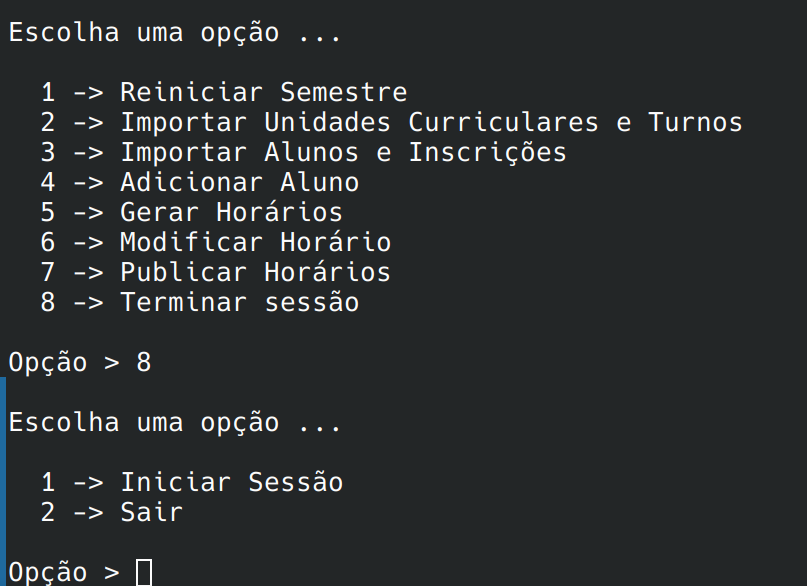 Escolha uma opção ...
1 -> Reiniciar Semestre
2 -> Importar Unidades Curriculares e Turnos
3 -> Importar Alunos e Inscrições
4 -> Adicionar Aluno
5 -> Gerar Horários
6 -> Modificar Horário
7 -> Publicar Horários
8 -> Terminar sessão
Opção > 8
Escolha uma opção ...
1 -> Iniciar Sessão
2 -> Sair
Opção >